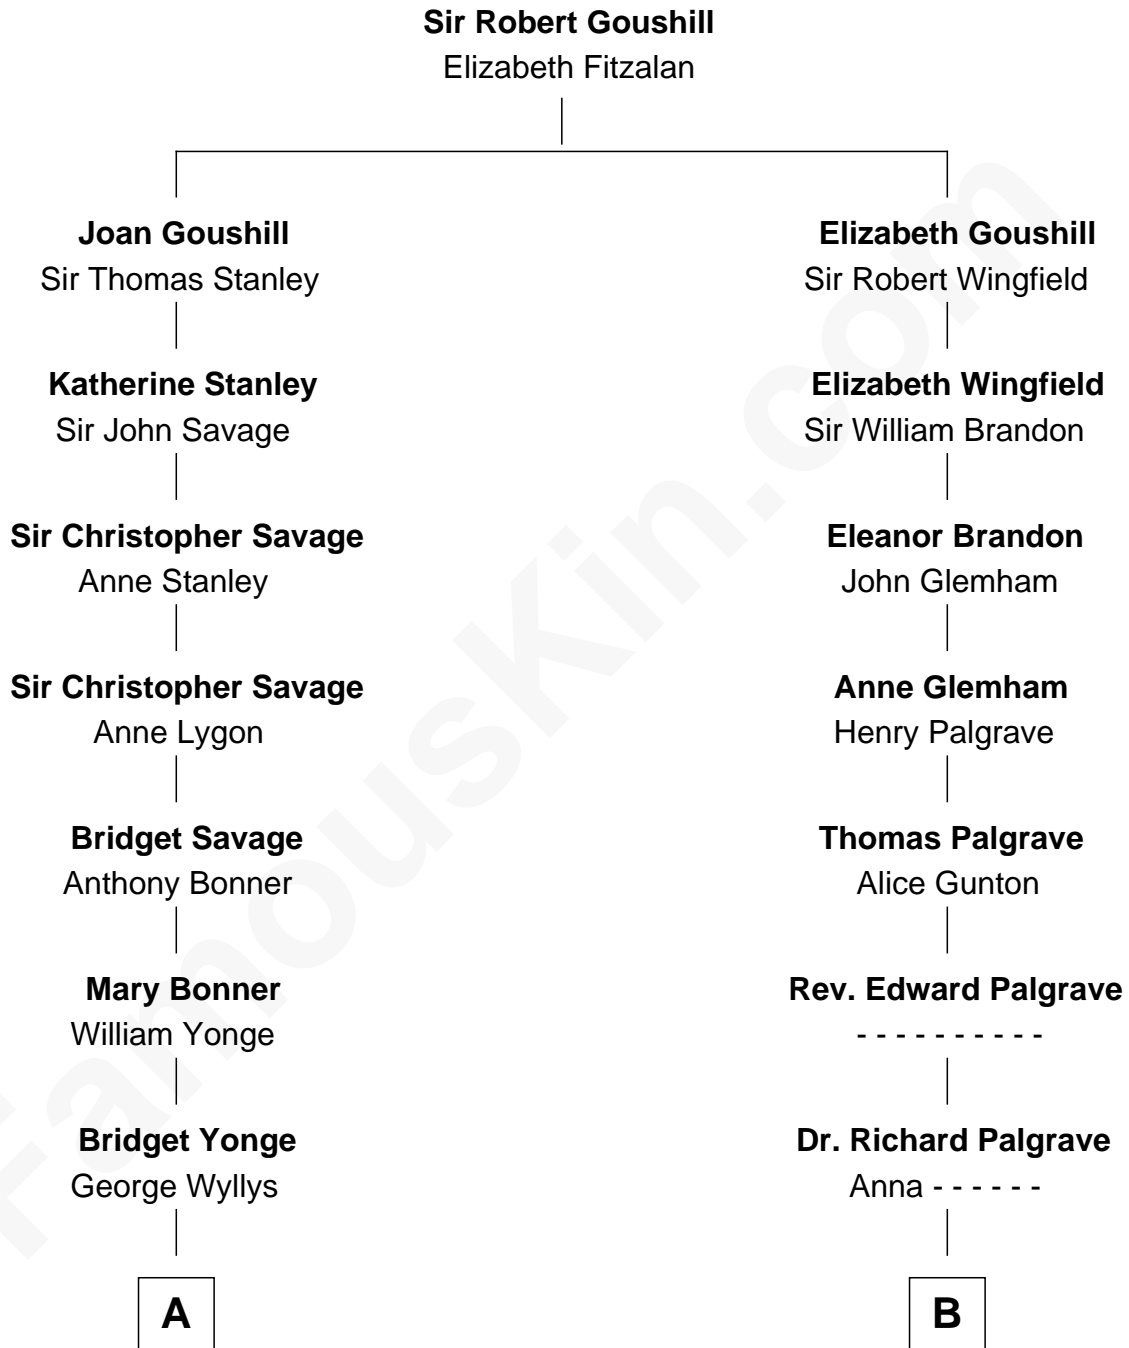 Sir Robert Goushill
Elizabeth Fitzalan
Joan Goushill
Sir Thomas Stanley
Katherine Stanley
Sir John Savage
Sir Christopher Savage
Anne Stanley
Sir Christopher Savage
Anne Lygon
Bridget Savage
Anthony Bonner
Mary Bonner
William Yonge
Bridget Yonge
George Wyllys
A
Elizabeth Goushill
Sir Robert Wingfield
Elizabeth Wingfield
Sir William Brandon
Eleanor Brandon
John Glemham
Anne Glemham
Henry Palgrave
Thomas Palgrave
Alice Gunton
Rev. Edward Palgrave
- - - - - - - - - -
Dr. Richard Palgrave
Anna - - - - - -
B
FamousKin.com